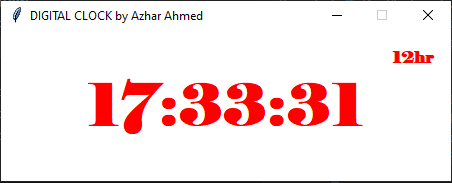 DIGITAL CLOCK by Azhar Ahmed
12hr
17:33:31